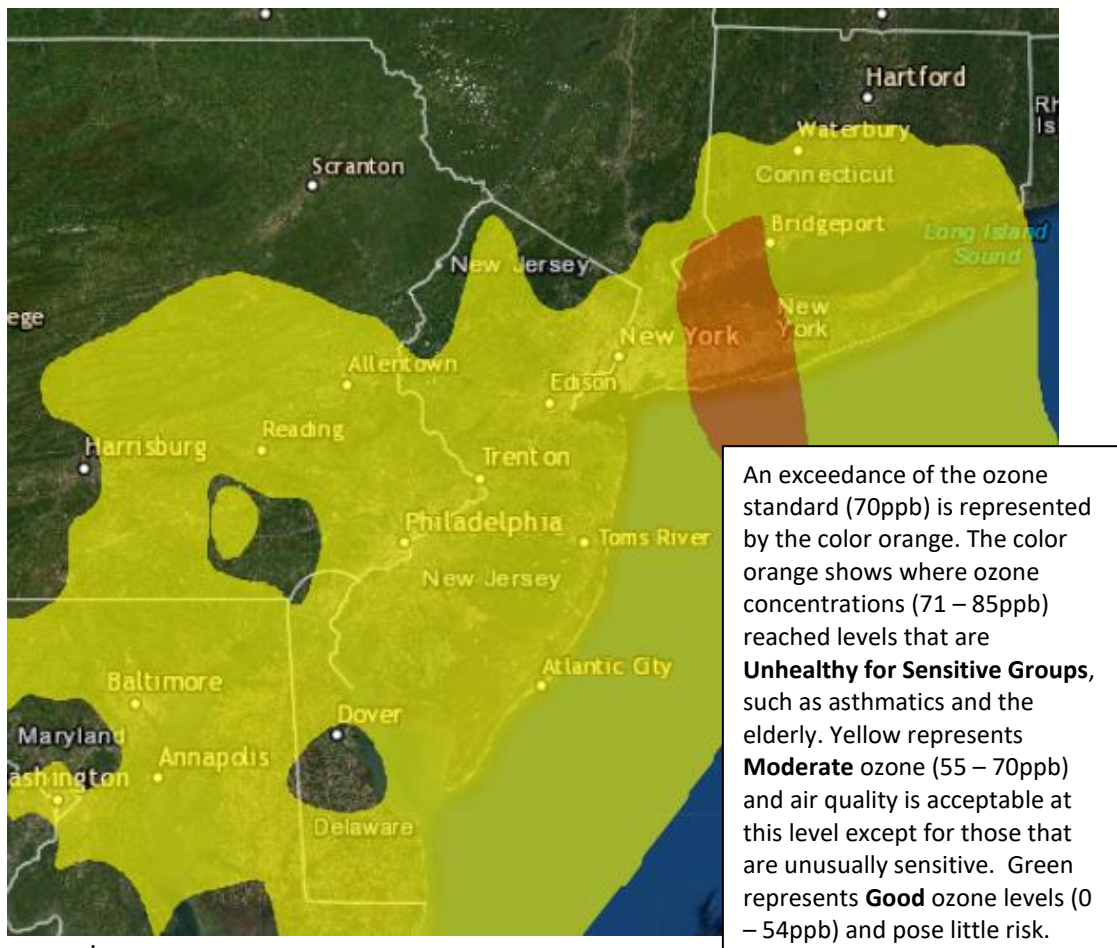 Hartford
Rh
Is
Waterbury
Connecticut
Scranton
Bridgeport
Long Island
Sound
New Jersey
ege
New
York
New York
Allentown
Edison
Reading
Harrisburg
Trenton
Philadelphia
Toms River
New Jersey
Atlantic City
Baltimore
Dover
Maryland
Annapolis
ashington
Delaware
An exceedance of the ozone
standard (70ppb) is represented
by the color orange. The color
orange shows where ozone
concentrations (71 – 85ppb)
reached levels that are
Unhealthy for Sensitive Groups,
such as asthmatics and the
elderly. Yellow represents
Moderate ozone (55 – 70ppb)
and air quality is acceptable at
this level except for those that
are unusually sensitive.  Green
represents Good ozone levels (0
– 54ppb) and pose little risk.